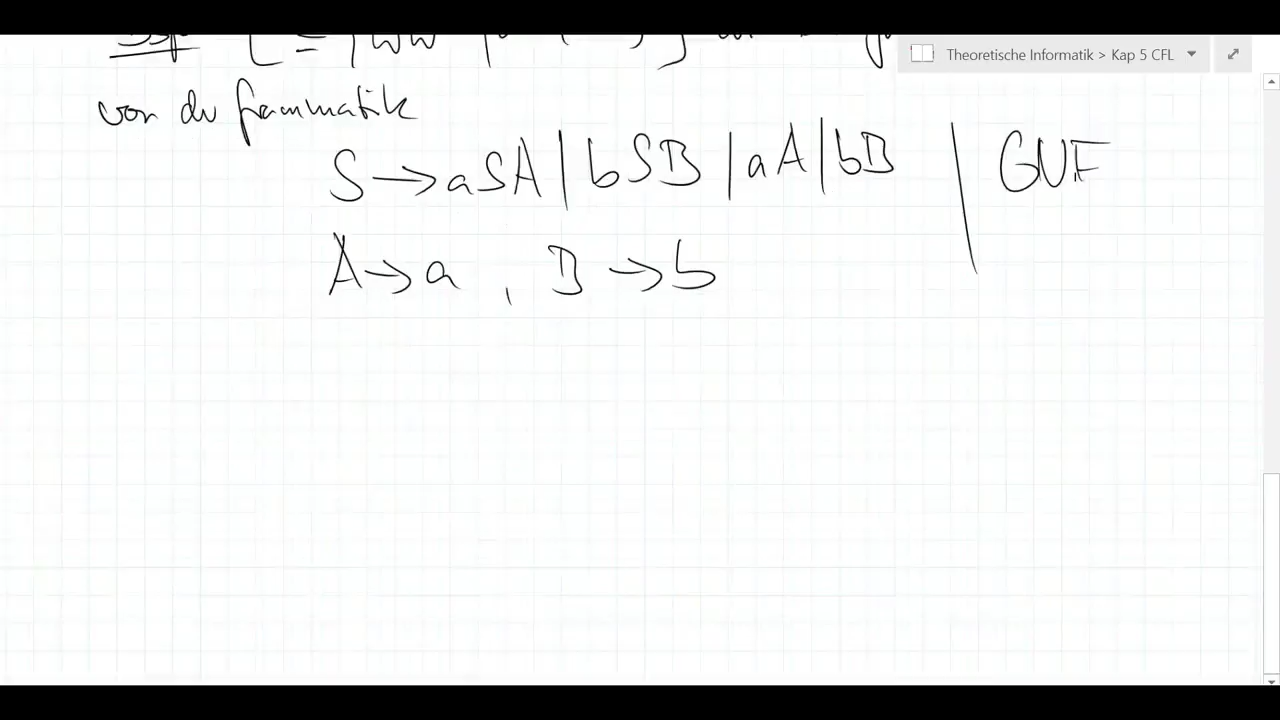 Theoretische Informatik > Kap 5 CFL
von der Grammatik
S → aSA | bSB | aA | bB | GNF
A → a , B → b